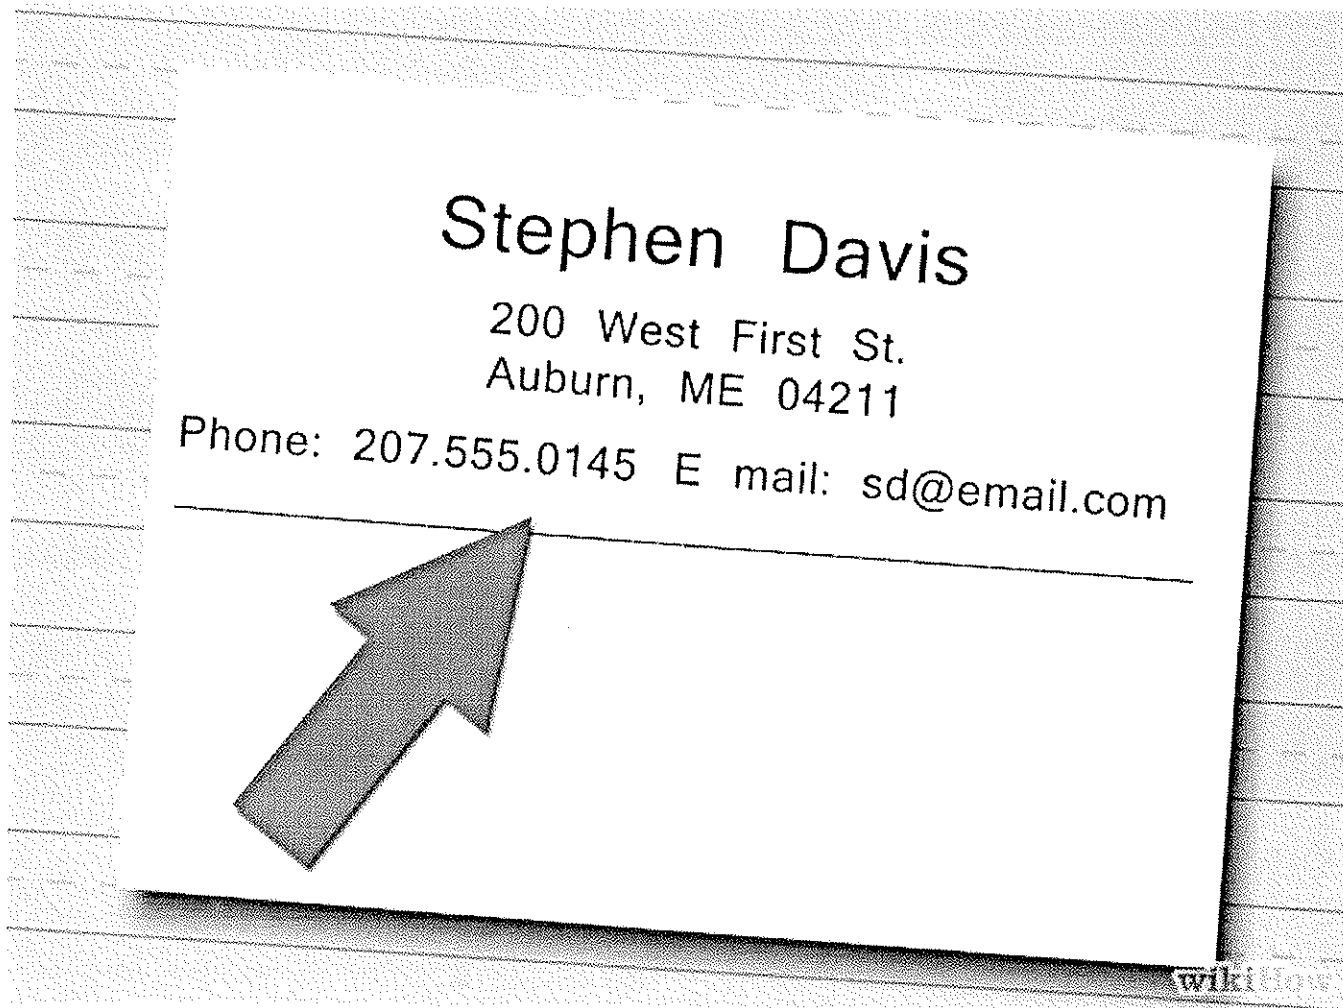 Stephen Davis
200 West First St.
Auburn, ME 04211
Phone: 207.555.0145 E mail: sd@email.com
wikiHow